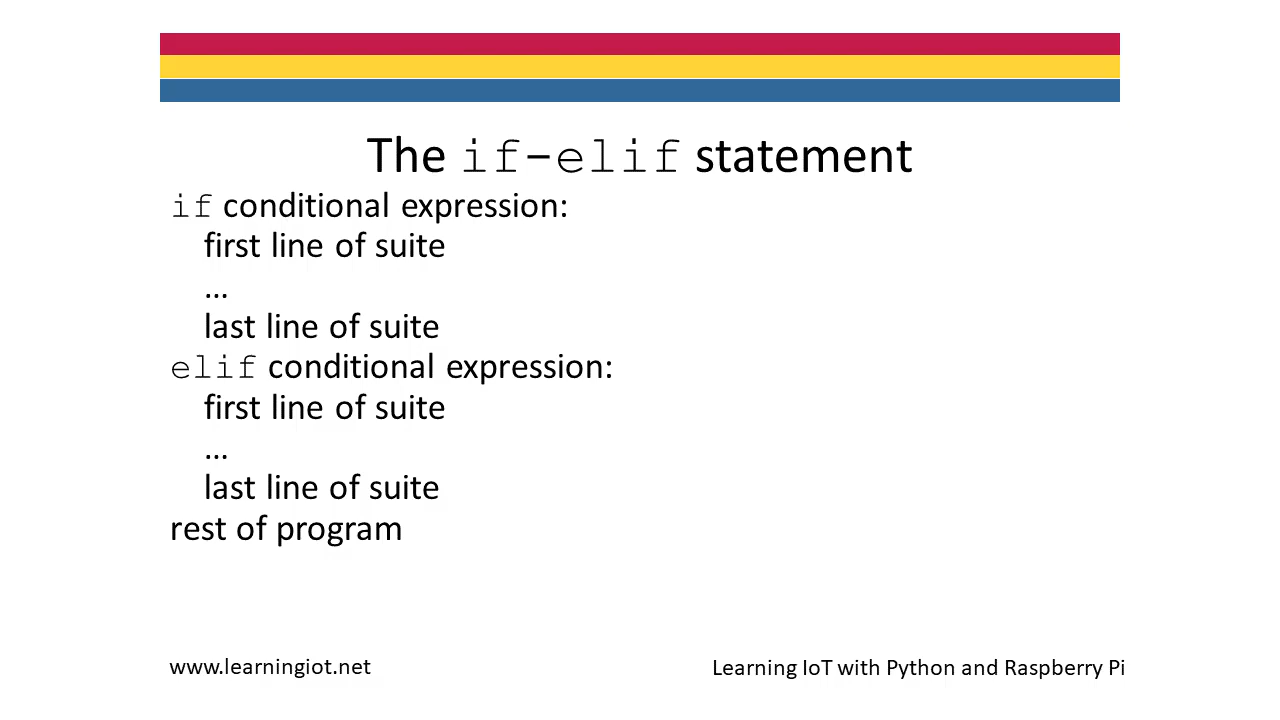 The if-elif statement
if conditional expression:
first line of suite
…
last line of suite
elif conditional expression:
first line of suite
…
last line of suite
rest of program
www.learningiot.net
Learning IoT with Python and Raspberry Pi